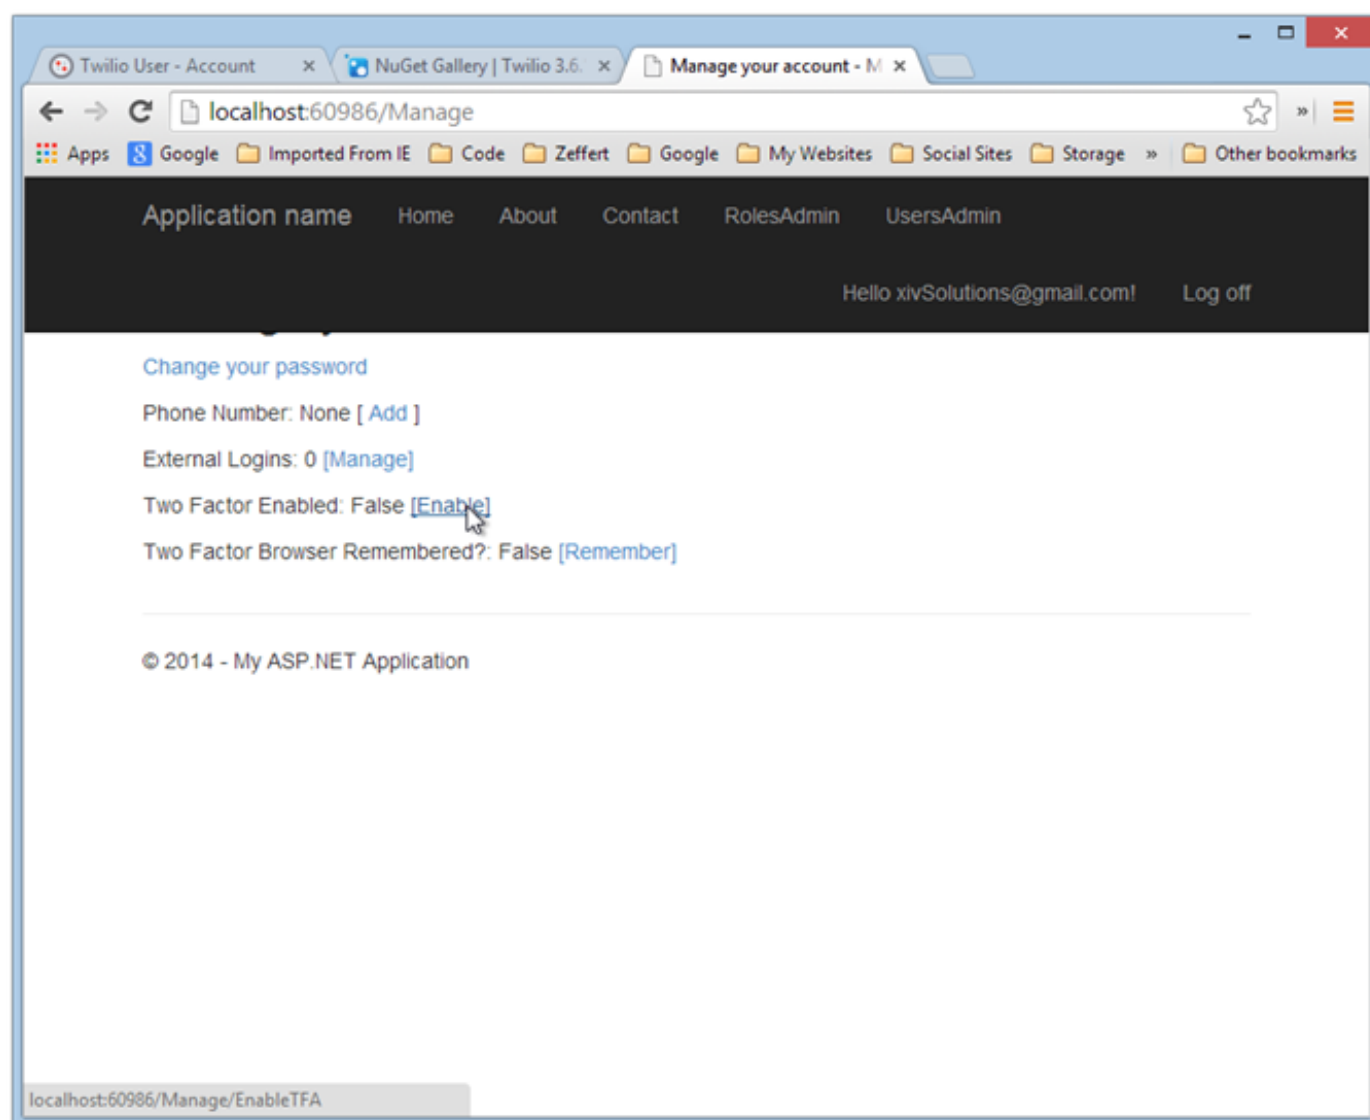 Twilio User - Account
NuGet Gallery | Twilio 3.6.
Manage your account - M
localhost:60986/Manage
Apps Google Imported From IE Code Zeffert Google My Websites Social Sites Storage » Other bookmarks
Application name Home About Contact RolesAdmin UsersAdmin
Hello xivSolutions@gmail.com! Log off
Change your password
Phone Number: None [ Add ]
External Logins: 0 [Manage]
Two Factor Enabled: False [Enable]
Two Factor Browser Remembered?: False [Remember]
© 2014 - My ASP.NET Application
localhost:60986/Manage/EnableTFA